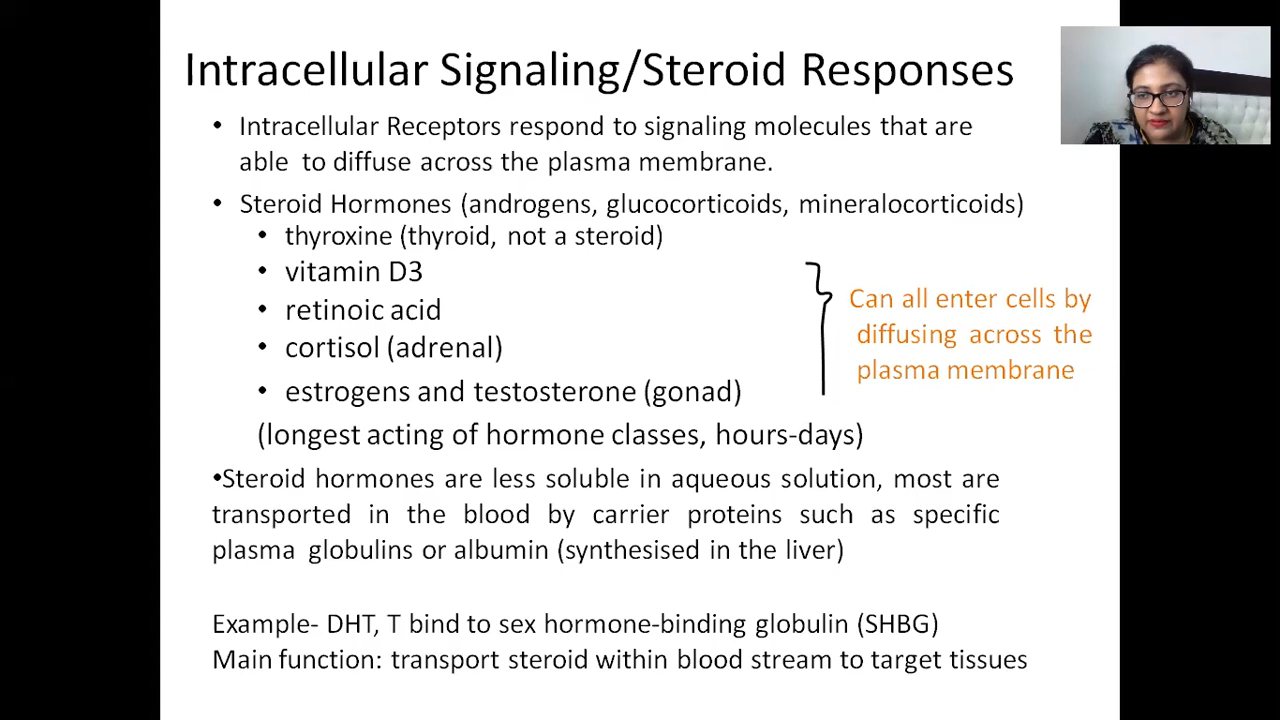 Intracellular Signaling/Steroid Responses
• Intracellular Receptors respond to signaling molecules that are
able to diffuse across the plasma membrane.
• Steroid Hormones (androgens, glucocorticoids, mineralocorticoids)
• thyroxine (thyroid, not a steroid)
• vitamin D3
• retinoic acid
• cortisol (adrenal)
• estrogens and testosterone (gonad)
Can all enter cells by
diffusing across the
plasma membrane
(longest acting of hormone classes, hours-days)
•Steroid hormones are less soluble in aqueous solution, most are
transported in the blood by carrier proteins such as specific
plasma globulins or albumin (synthesised in the liver)
Example- DHT, T bind to sex hormone-binding globulin (SHBG)
Main function: transport steroid within blood stream to target tissues